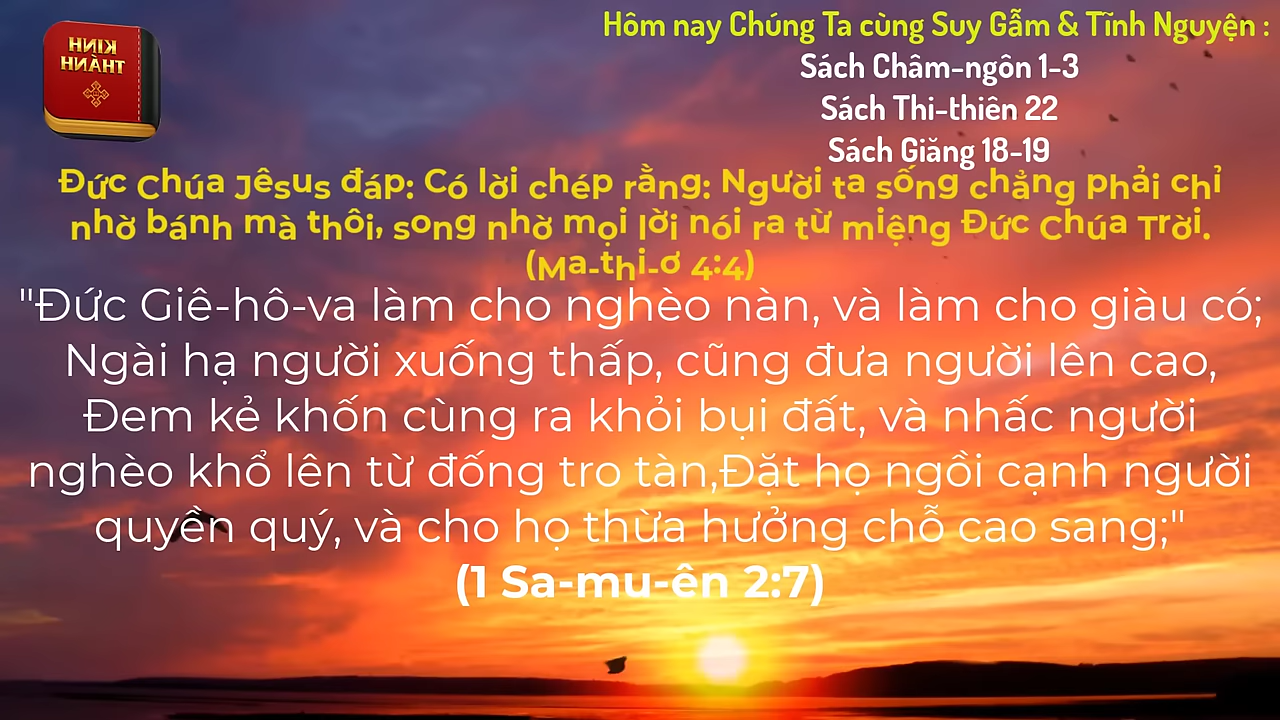 KINH
THÁNH
Hôm nay Chúng Ta cùng Suy Gẫm & Tĩnh Nguyện :
Sách Châm-ngôn 1-3
Sách Thi-thiên 22
Sách Giăng 18-19
Đức Chúa Jêsus đáp: Có lời chép rằng: Người ta sống chẳng phải chỉ
nhờ bánh mà thôi, song nhờ mọi lời nói ra từ miệng Đức Chúa Trời.
(Ma-thi-ơ 4:4)
"Đức Giê-hô-va làm cho nghèo nàn, và làm cho giàu có;
Ngài hạ người xuống thấp, cũng đưa người lên cao,
Đem kẻ khốn cùng ra khỏi bụi đất, và nhấc người
nghèo khổ lên từ đống tro tàn,Đặt họ ngồi cạnh người
quyền quý, và cho họ thừa hưởng chỗ cao sang;"
(1 Sa-mu-ên 2:7)